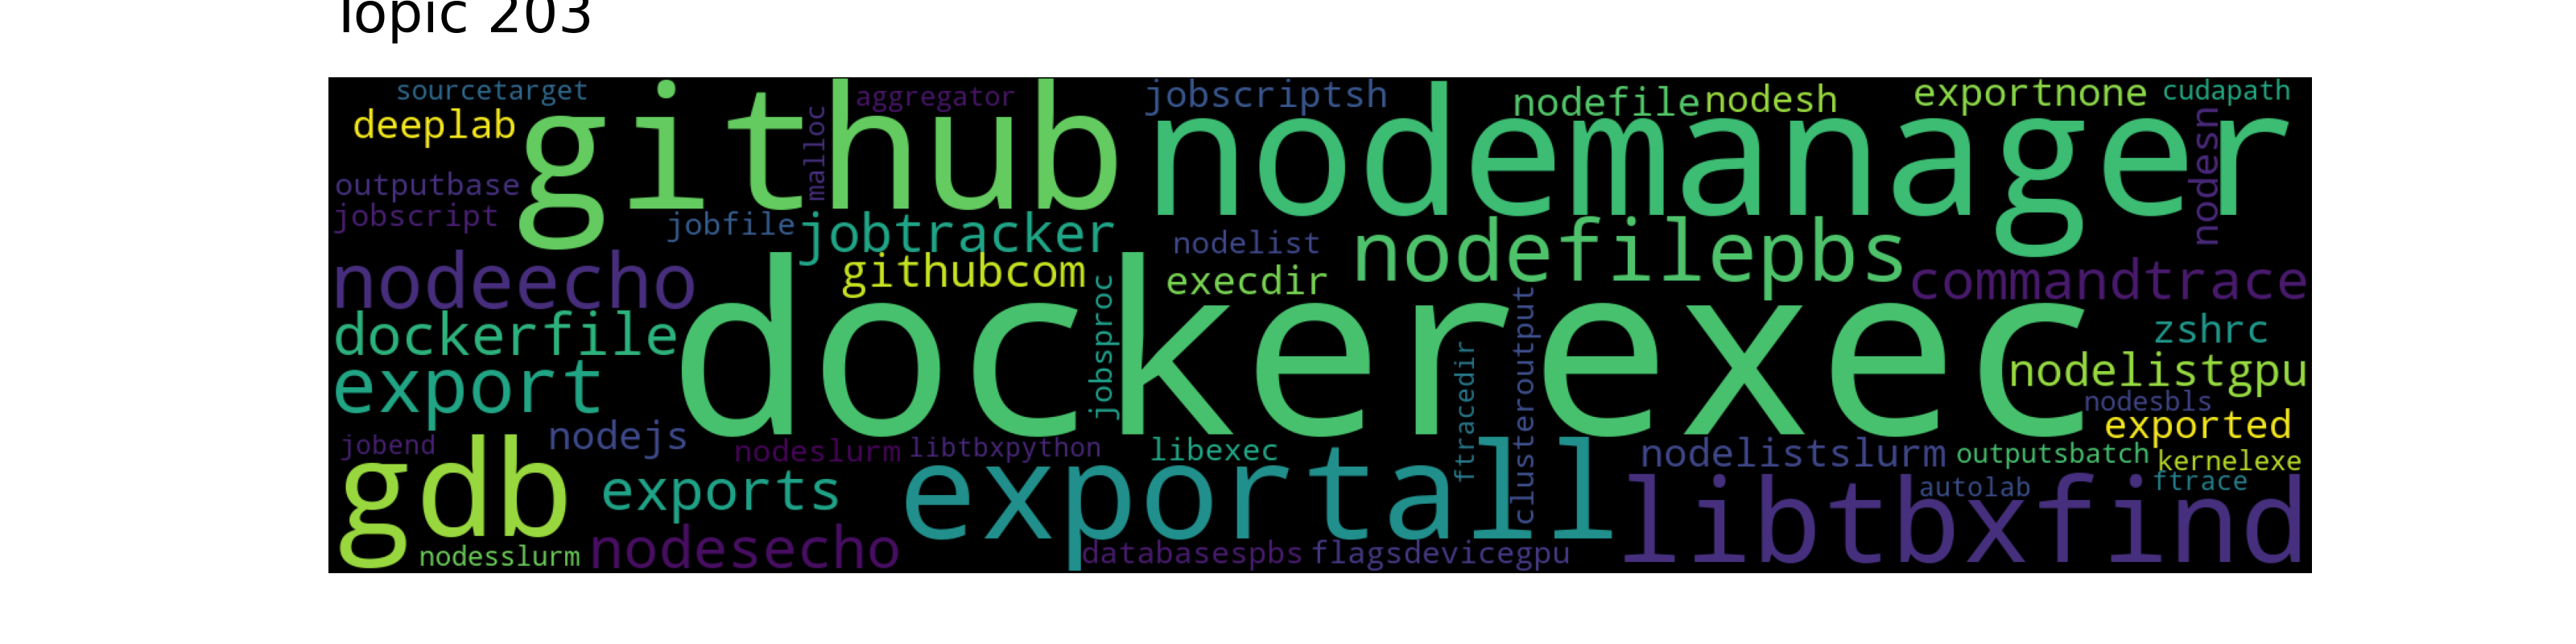 Topic 203
sourcetarget
aggregator
jobscriptsh
nodefile
nodesh
exportnone
cudapath
deeplab
github
malloc
nodemanager
nodesn
outputbase
jobscript
jobfile
jobtracker
nodelist
nodefilepbs
nodeecho
githubcom
execdir
commandtrace
dockerfile
dockerexec
jobsproc
ftracedir
clusteroutput
zshrc
export
nodelistgpu
nodesbls
exported
jobend
nodejs
nodeslurm
libtbxpython
libexec
nodelistslurm
outputsbatch
kernelexe
gdb
exports
exportall
autolab
ftrace
libtbxfind
nodesslurm
nodesecho
databasespbs
flagsdevicegpu